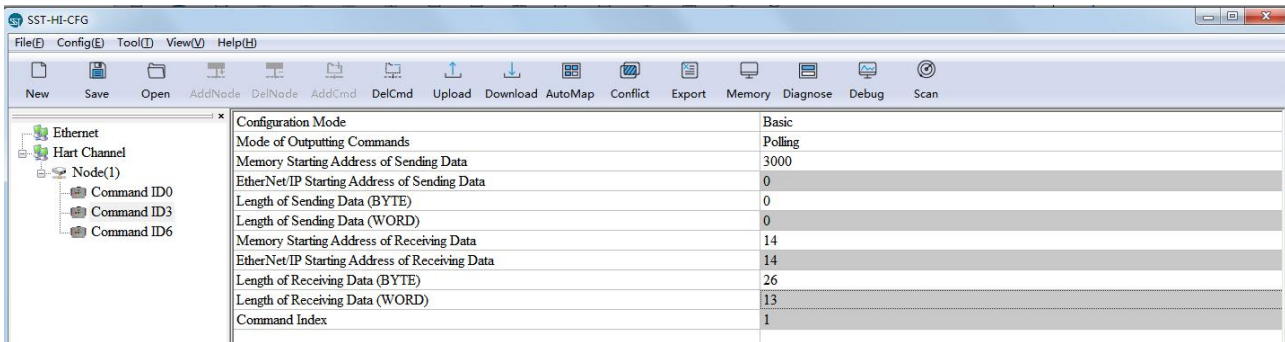 SST SST-HI-CFG
File(F) Config(E) Tool(T) View(V) Help(H)
New Save Open AddNode DelNode AddCmd DelCmd Upload Download AutoMap Conflict Export Memory Diagnose Debug Scan
Ethernet
Hart Channel
Node(1)
Command ID0
Command ID3
Command ID6
Configuration Mode Basic
Mode of Outputting Commands Polling
Memory Starting Address of Sending Data 3000
EtherNet/IP Starting Address of Sending Data 0
Length of Sending Data (BYTE) 0
Length of Sending Data (WORD) 0
Memory Starting Address of Receiving Data 14
EtherNet/IP Starting Address of Receiving Data 14
Length of Receiving Data (BYTE) 26
Length of Receiving Data (WORD) 13
Command Index 1